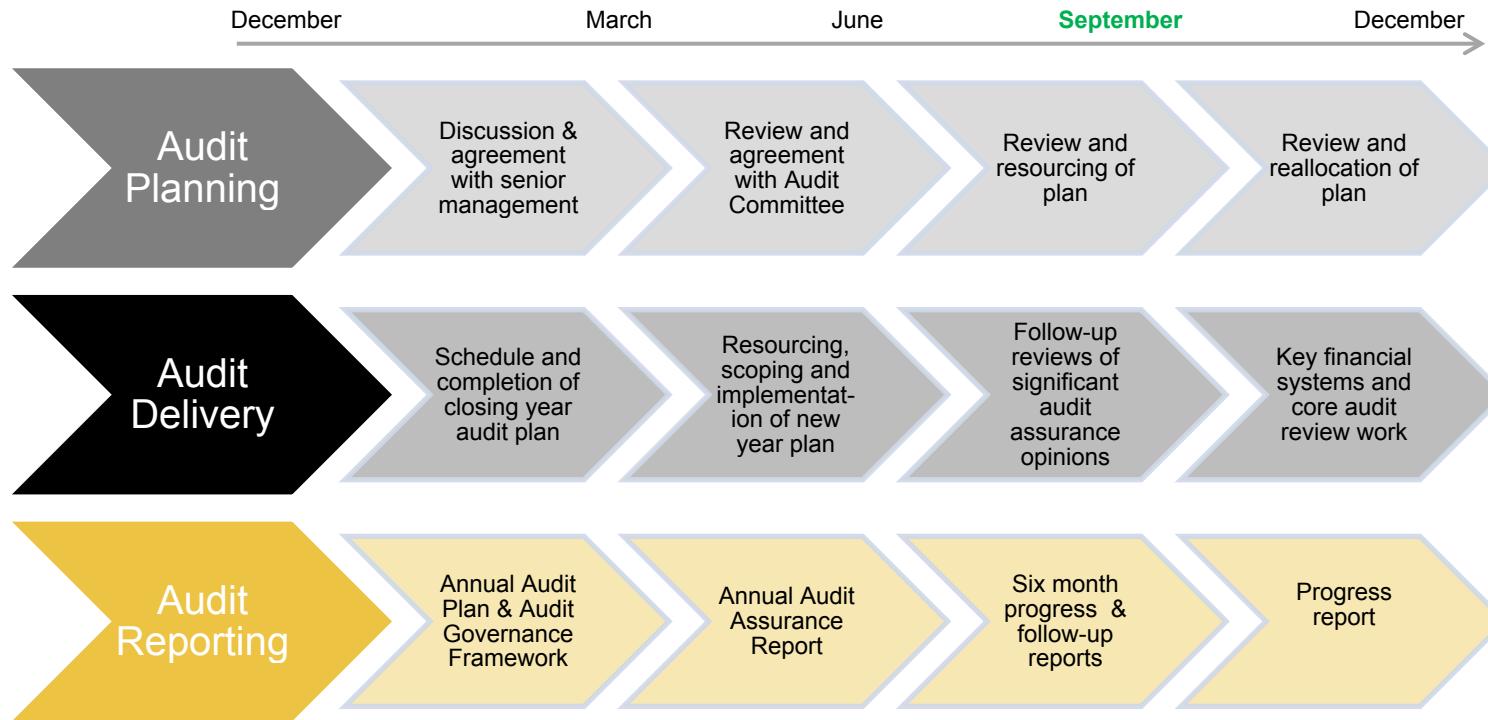 December March June September December
Audit
Planning
Discussion &
agreement
with senior
management
Review and
agreement
with Audit
Committee
Review and
resourcing of
plan
Review and
reallocation of
plan
Audit
Delivery
Schedule and
completion of
closing year
audit plan
Resourcing,
scoping and
implementat-
ion of new
year plan
Follow-up
reviews of
significant
audit
assurance
opinions
Key financial
systems and
core audit
review work
Audit
Reporting
Annual Audit
Plan & Audit
Governance
Framework
Annual Audit
Assurance
Report
Six month
progress &
follow-up
reports
Progress
report